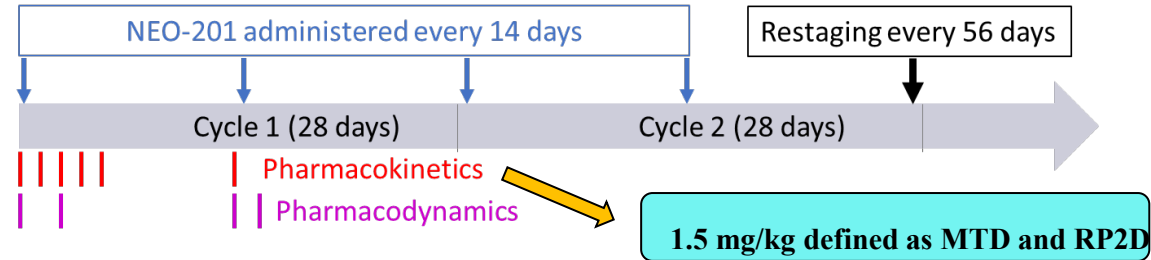 NEO-201 administered every 14 days
Restaging every 56 days
Cycle 1 (28 days)
Cycle 2 (28 days)
Pharmacokinetics
Pharmacodynamics
1.5 mg/kg defined as MTD and RP2D